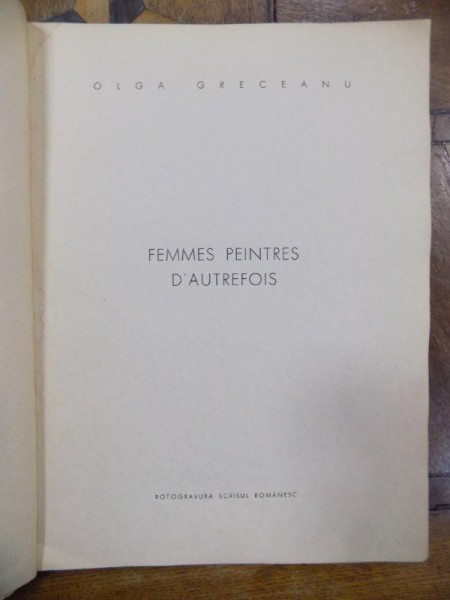 OLGA GRECEANU
FEMMES PEINTRES
D'AUTREFOIS
ROTOGRAVURA SCRISUL ROMÂNESC